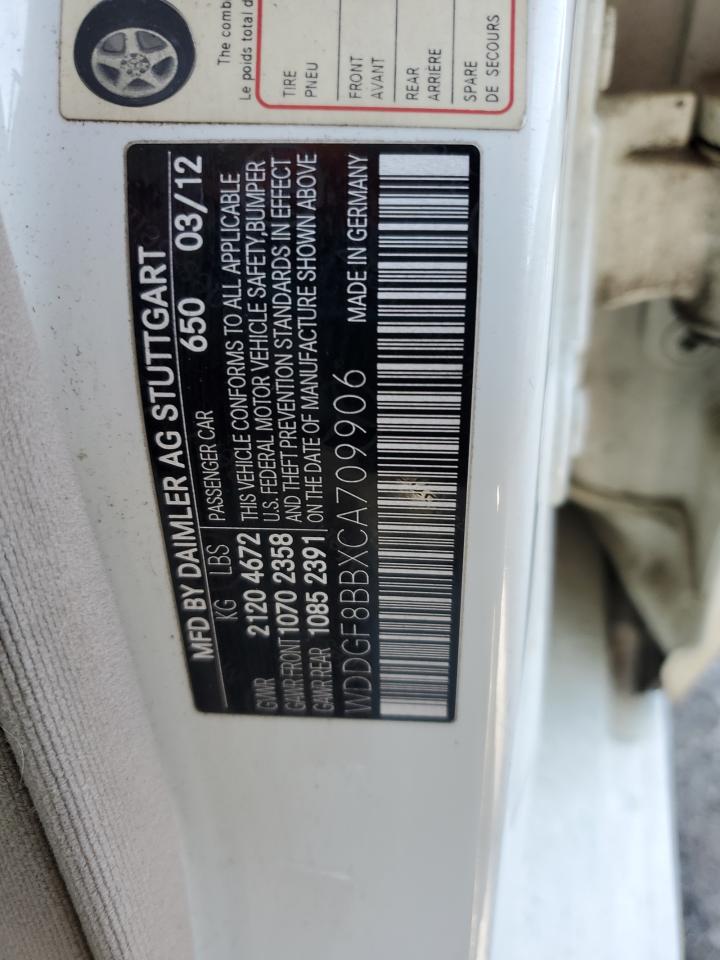 The comb
Le poids total d
TIRE
PNEU
FRONT
AVANT
REAR
ARRIÈRE
SPARE
DE SECOURS
MFD BY DAIMLER AG STUTTGART
KG LBS PASSENGER CAR 650 03/12
GVWR 2120 4672 THIS VEHICLE CONFORMS TO ALL APPLICABLE
U.S. FEDERAL MOTOR VEHICLE SAFETY,BUMPER
GAWR FRONT 1070 2358 AND THEFT PREVENTION STANDARDS IN EFFECT
GAWR REAR 1085 2391 ON THE DATE OF MANUFACTURE SHOWN ABOVE
WDDGF8BBXCA709906 MADE IN GERMANY